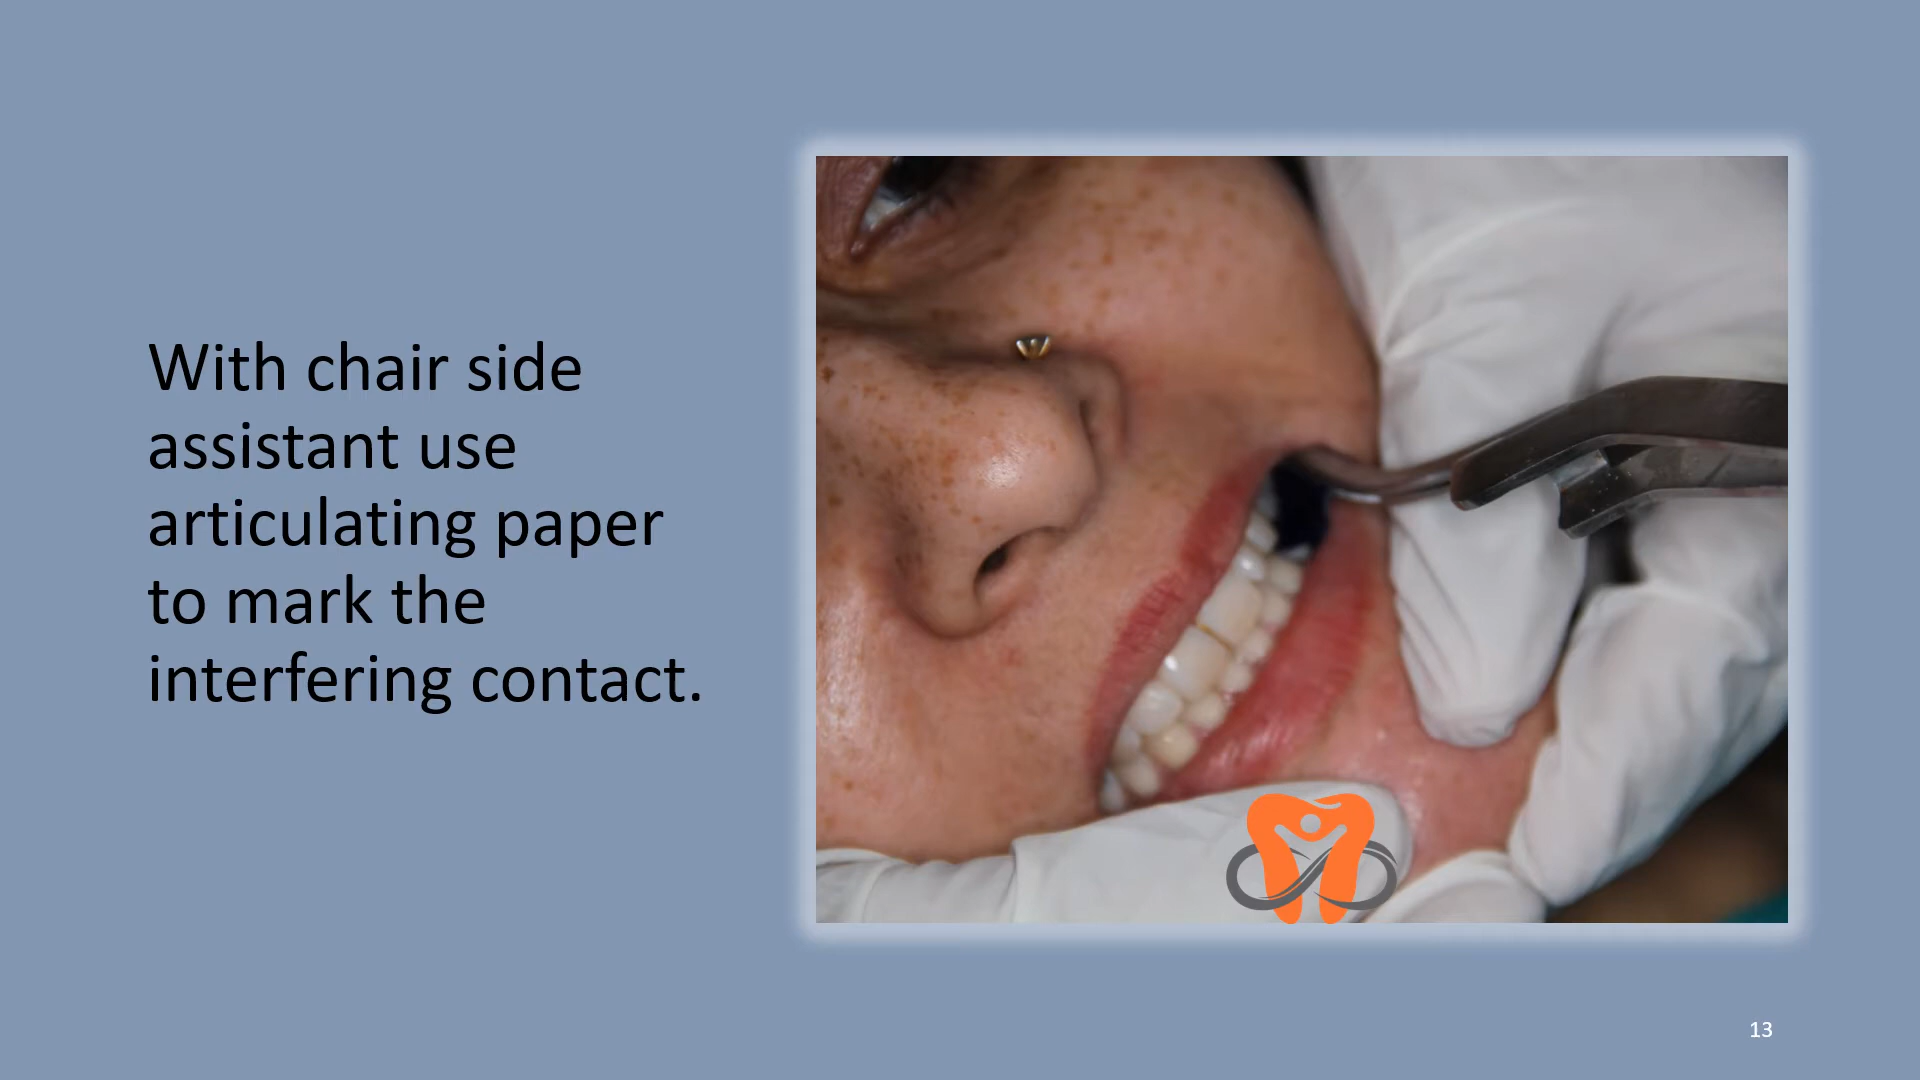 With chair side
assistant use
articulating paper
to mark the
interfering contact.
13